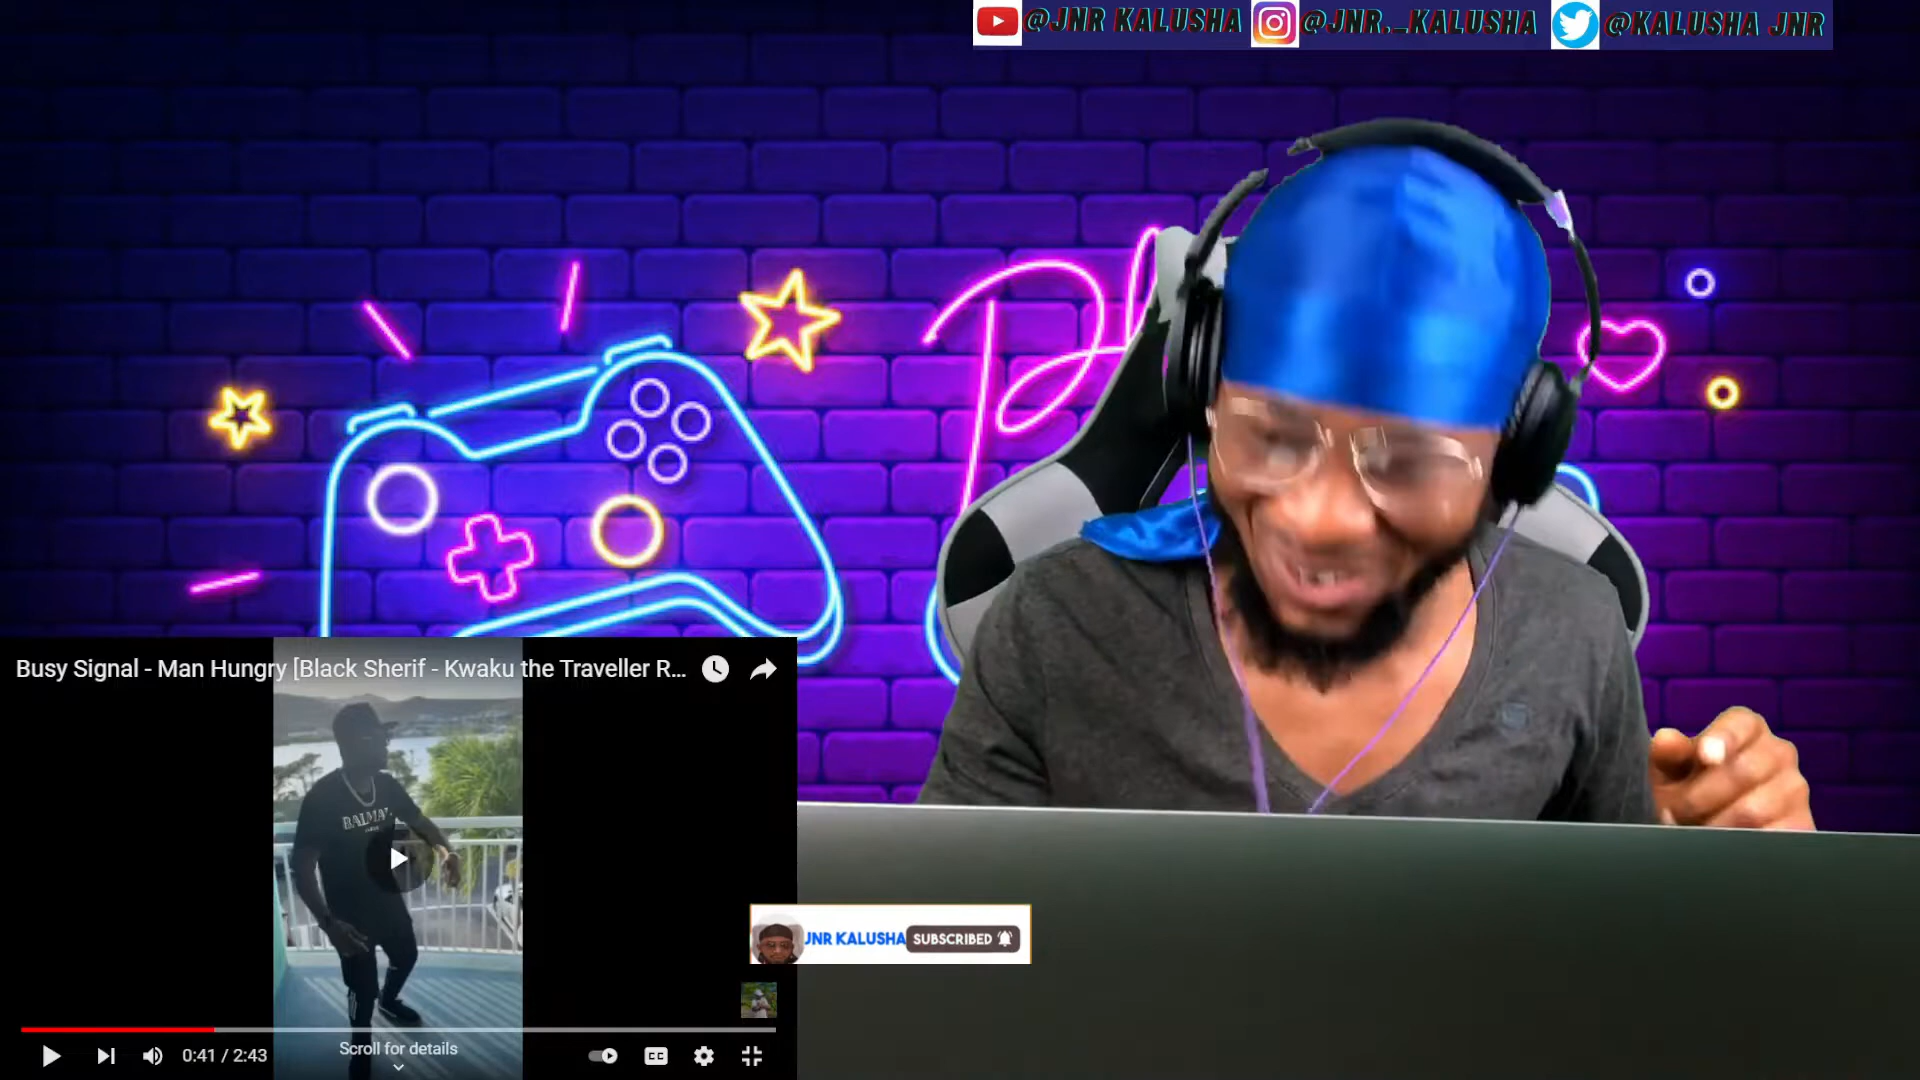 @JNR KALUSHA @JNR._KALUSHA @KALUSHA JNR
Busy Signal - Man Hungry [Black Sherif - Kwaku the Traveller R...
BALMAIN
JNR KALUSHA SUBSCRIBED
0:41 / 2:43
Scroll for details
CC